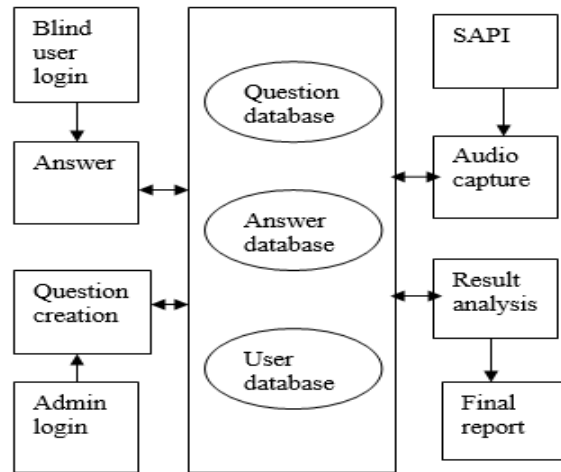 Blind
user
login
Answer
Question
creation
Admin
login
Question
database
Answer
database
User
database
SAPI
Audio
capture
Result
analysis
Final
report